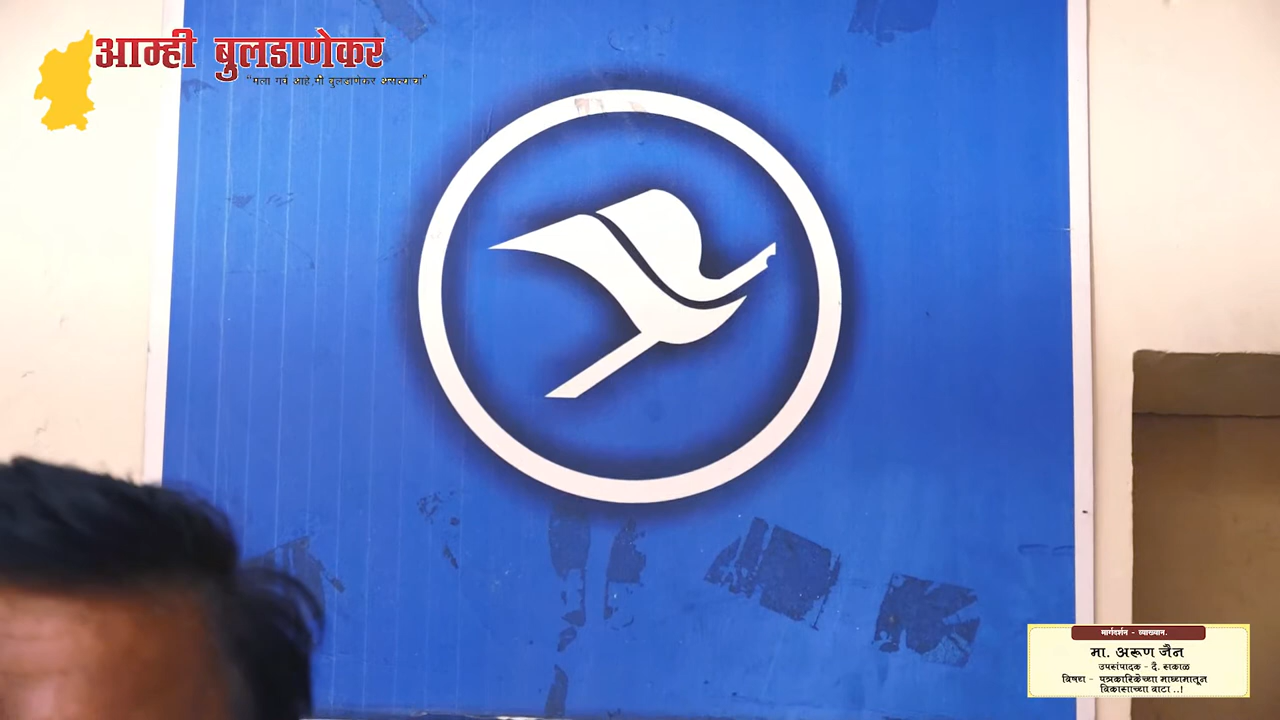 आम्ही बुलडाणेकर
"मला गर्व आहे,मी बुलडाणेकर असल्याचा"
मार्गदर्शन - व्याख्यान.
मा. अरूण जैन
उपसंपादक - दै. सकाळ
विषय - पत्रकारिकेच्या माध्यमातून
विकासाच्या वाटा ..!